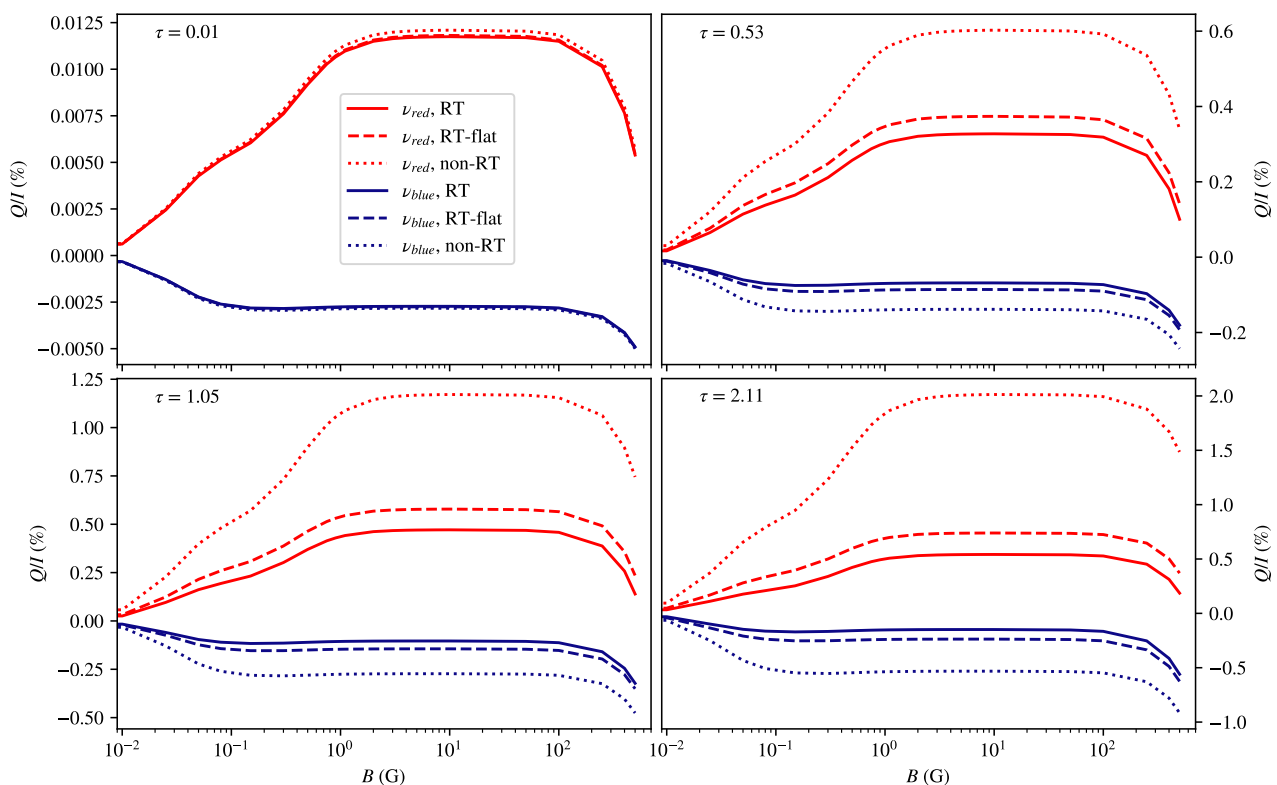 τ = 0.01
0.0125
0.0100
0.0075
0.0050
0.0025
0.0000
−0.0025
−0.0050
Q/I (%)
ν_red, RT
ν_red, RT-flat
ν_red, non-RT
ν_blue, RT
ν_blue, RT-flat
ν_blue, non-RT
τ = 0.53
0.6
0.4
0.2
0.0
−0.2
Q/I (%)
τ = 1.05
1.25
1.00
0.75
0.50
0.25
0.00
−0.25
−0.50
Q/I (%)
10⁻² 10⁻¹ 10⁰ 10¹ 10²
B (G)
τ = 2.11
2.0
1.5
1.0
0.5
0.0
−0.5
−1.0
Q/I (%)
10⁻² 10⁻¹ 10⁰ 10¹ 10²
B (G)